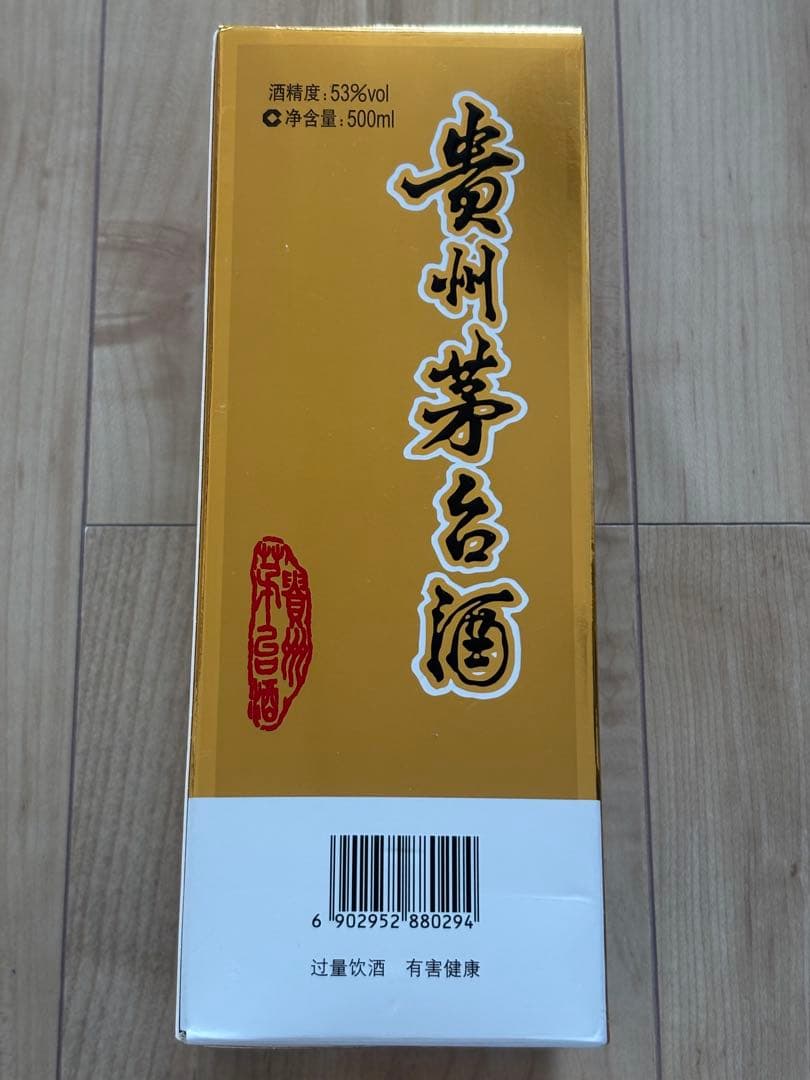 酒精度:53%vol
净含量:500ml
贵州茅台酒
貴州
茅台酒
6 902952 880294
过量饮酒 有害健康